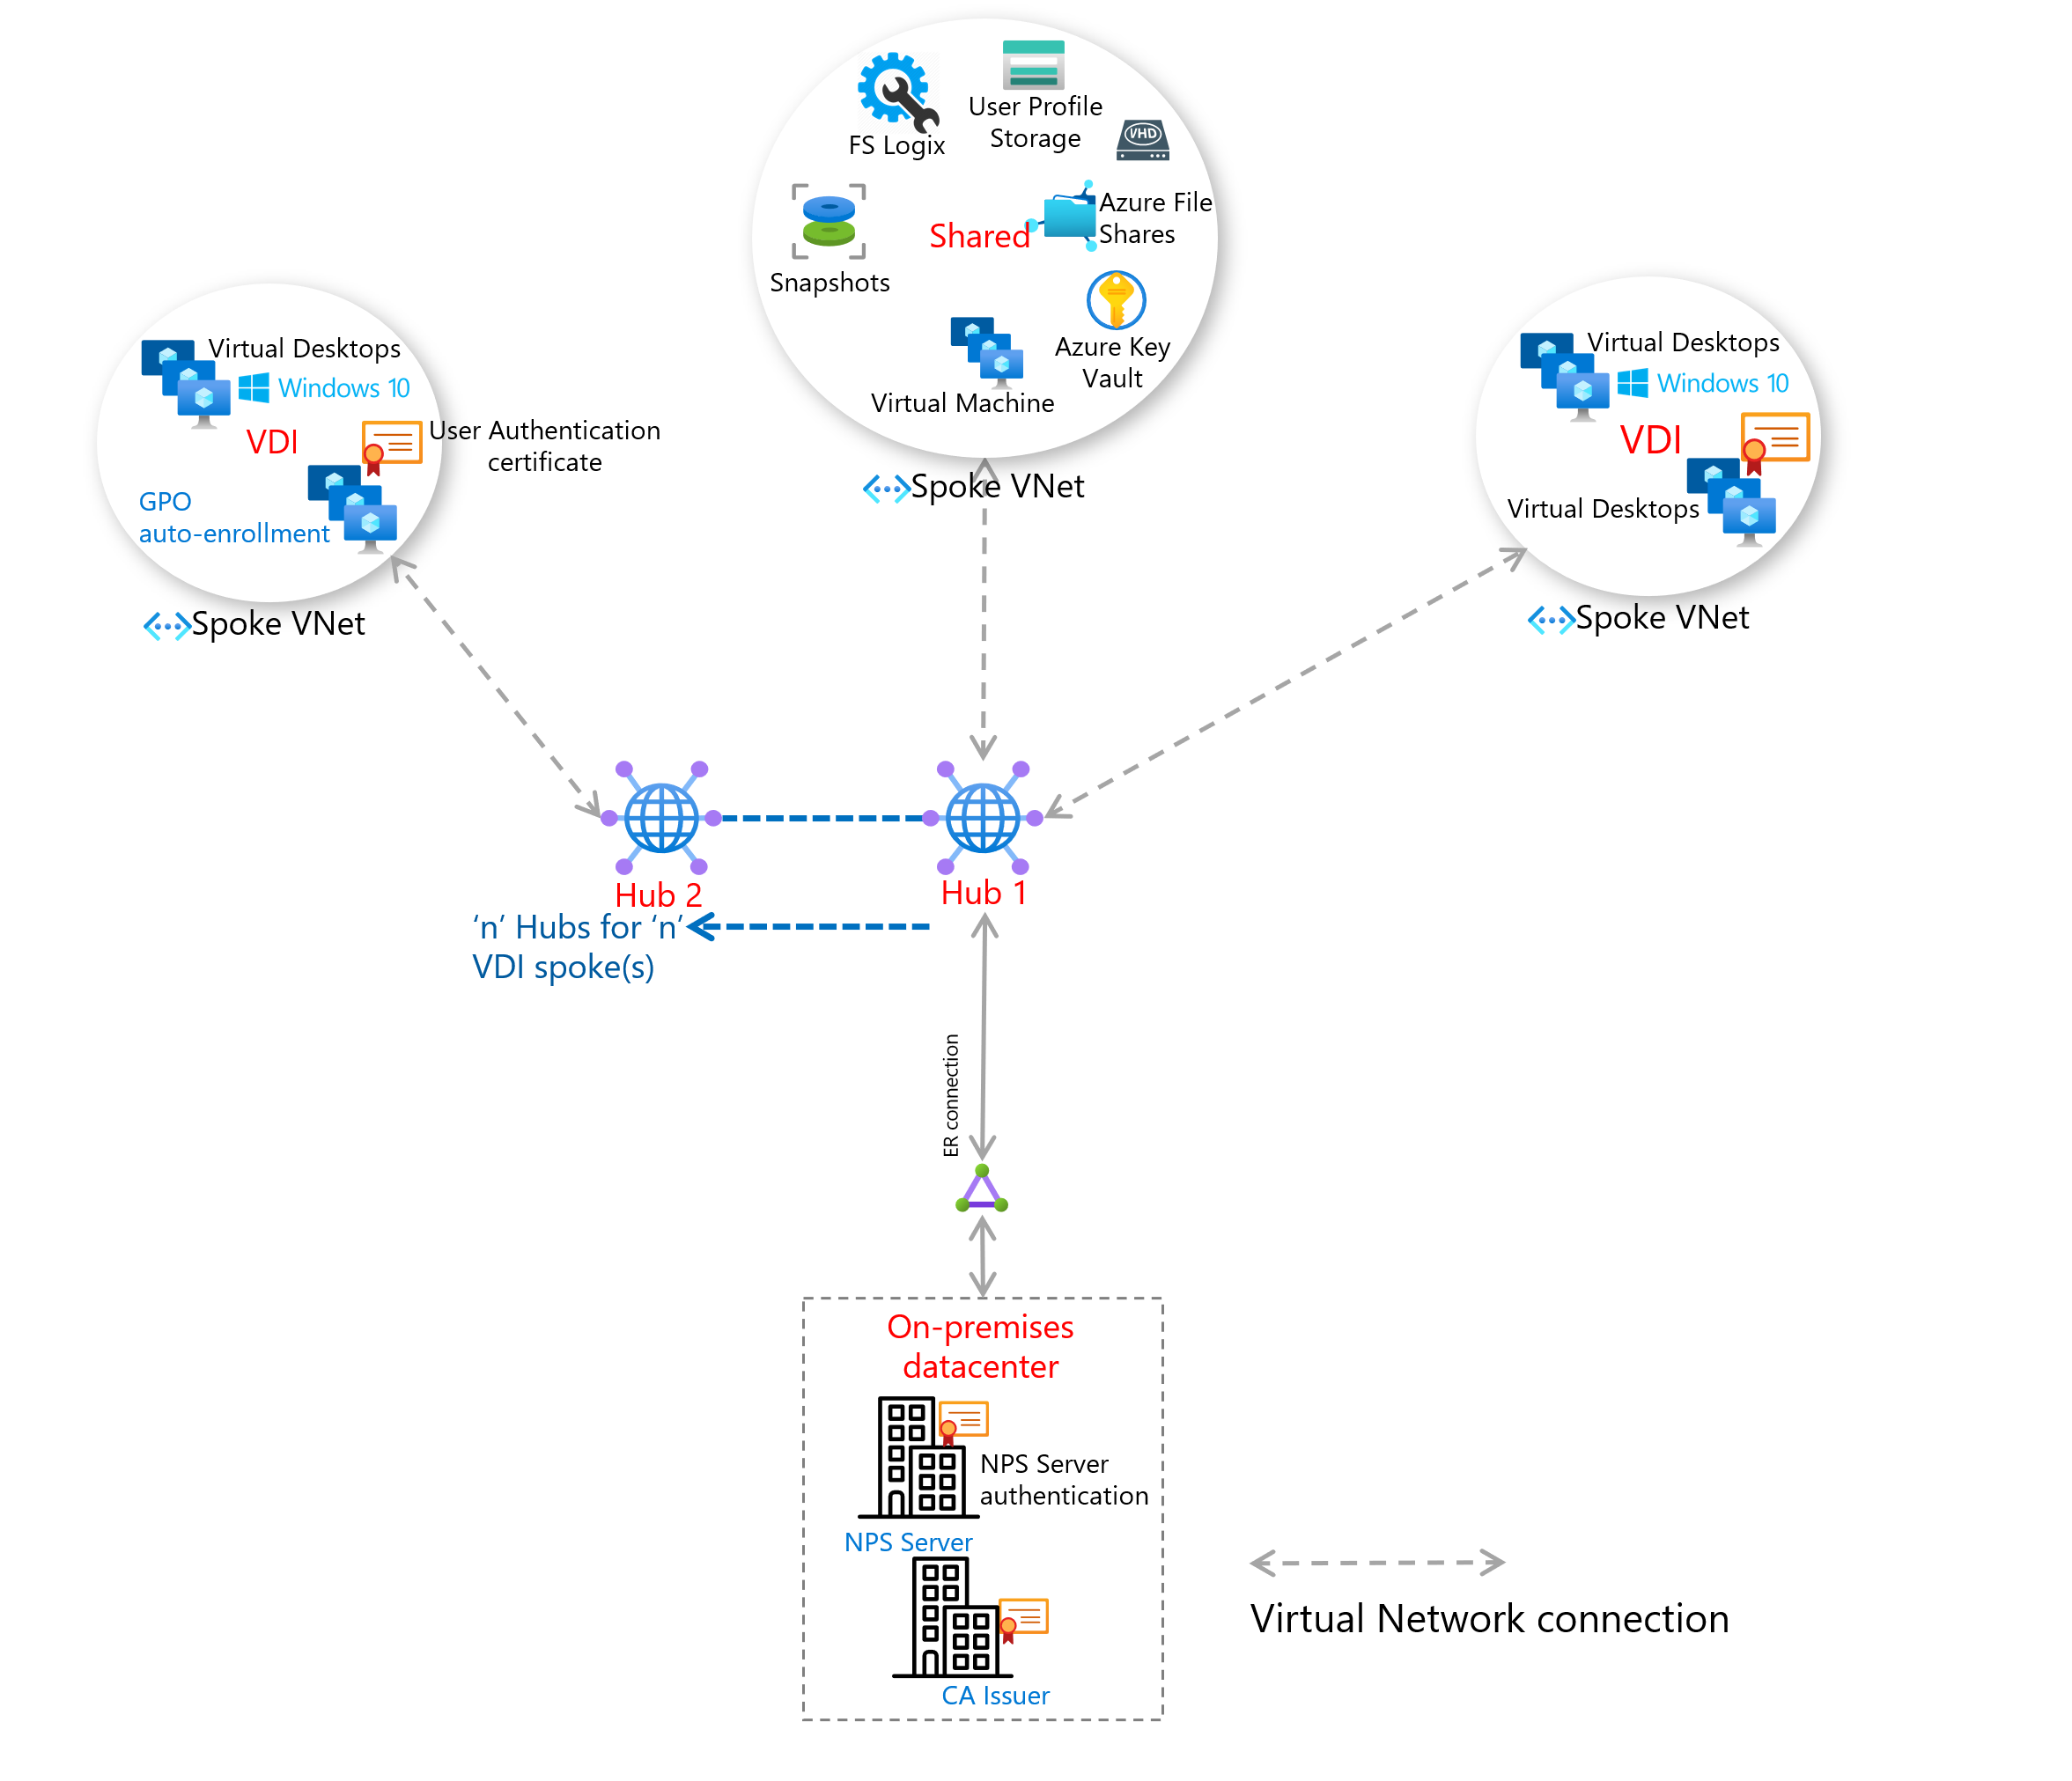 FS Logix
User Profile
Storage
VHD
Azure File
Shares
Shared
Snapshots
Azure Key
Vault
Virtual Machine
Spoke VNet
Virtual Desktops
Windows 10
VDI
User Authentication
certificate
GPO
auto-enrollment
Spoke VNet
Virtual Desktops
Windows 10
VDI
Virtual Desktops
Spoke VNet
Hub 2
Hub 1
‘n’ Hubs for ‘n’
VDI spoke(s)
ER connection
On-premises
datacenter
NPS Server
authentication
NPS Server
CA Issuer
Virtual Network connection